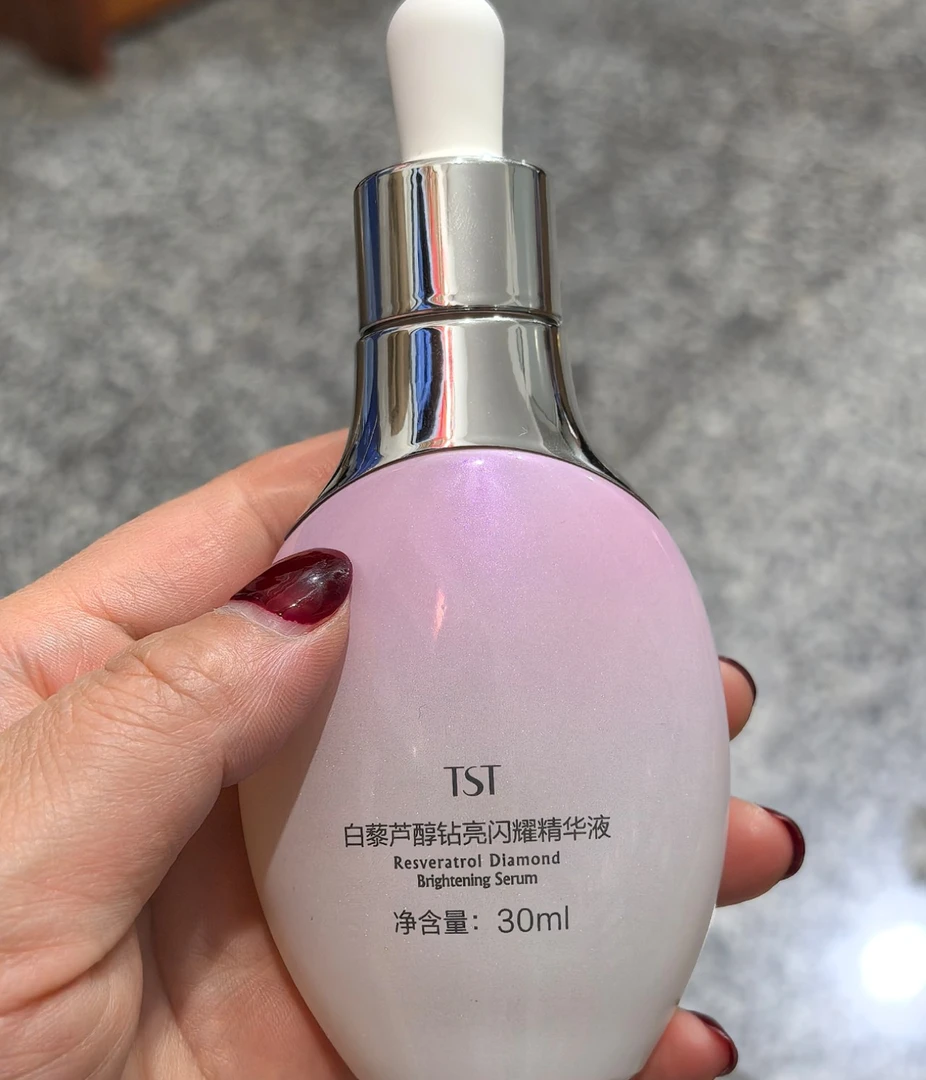 TST
白藜芦醇钻亮闪耀精华液
Resveratrol Diamond
Brightening Serum
净含量：30ml